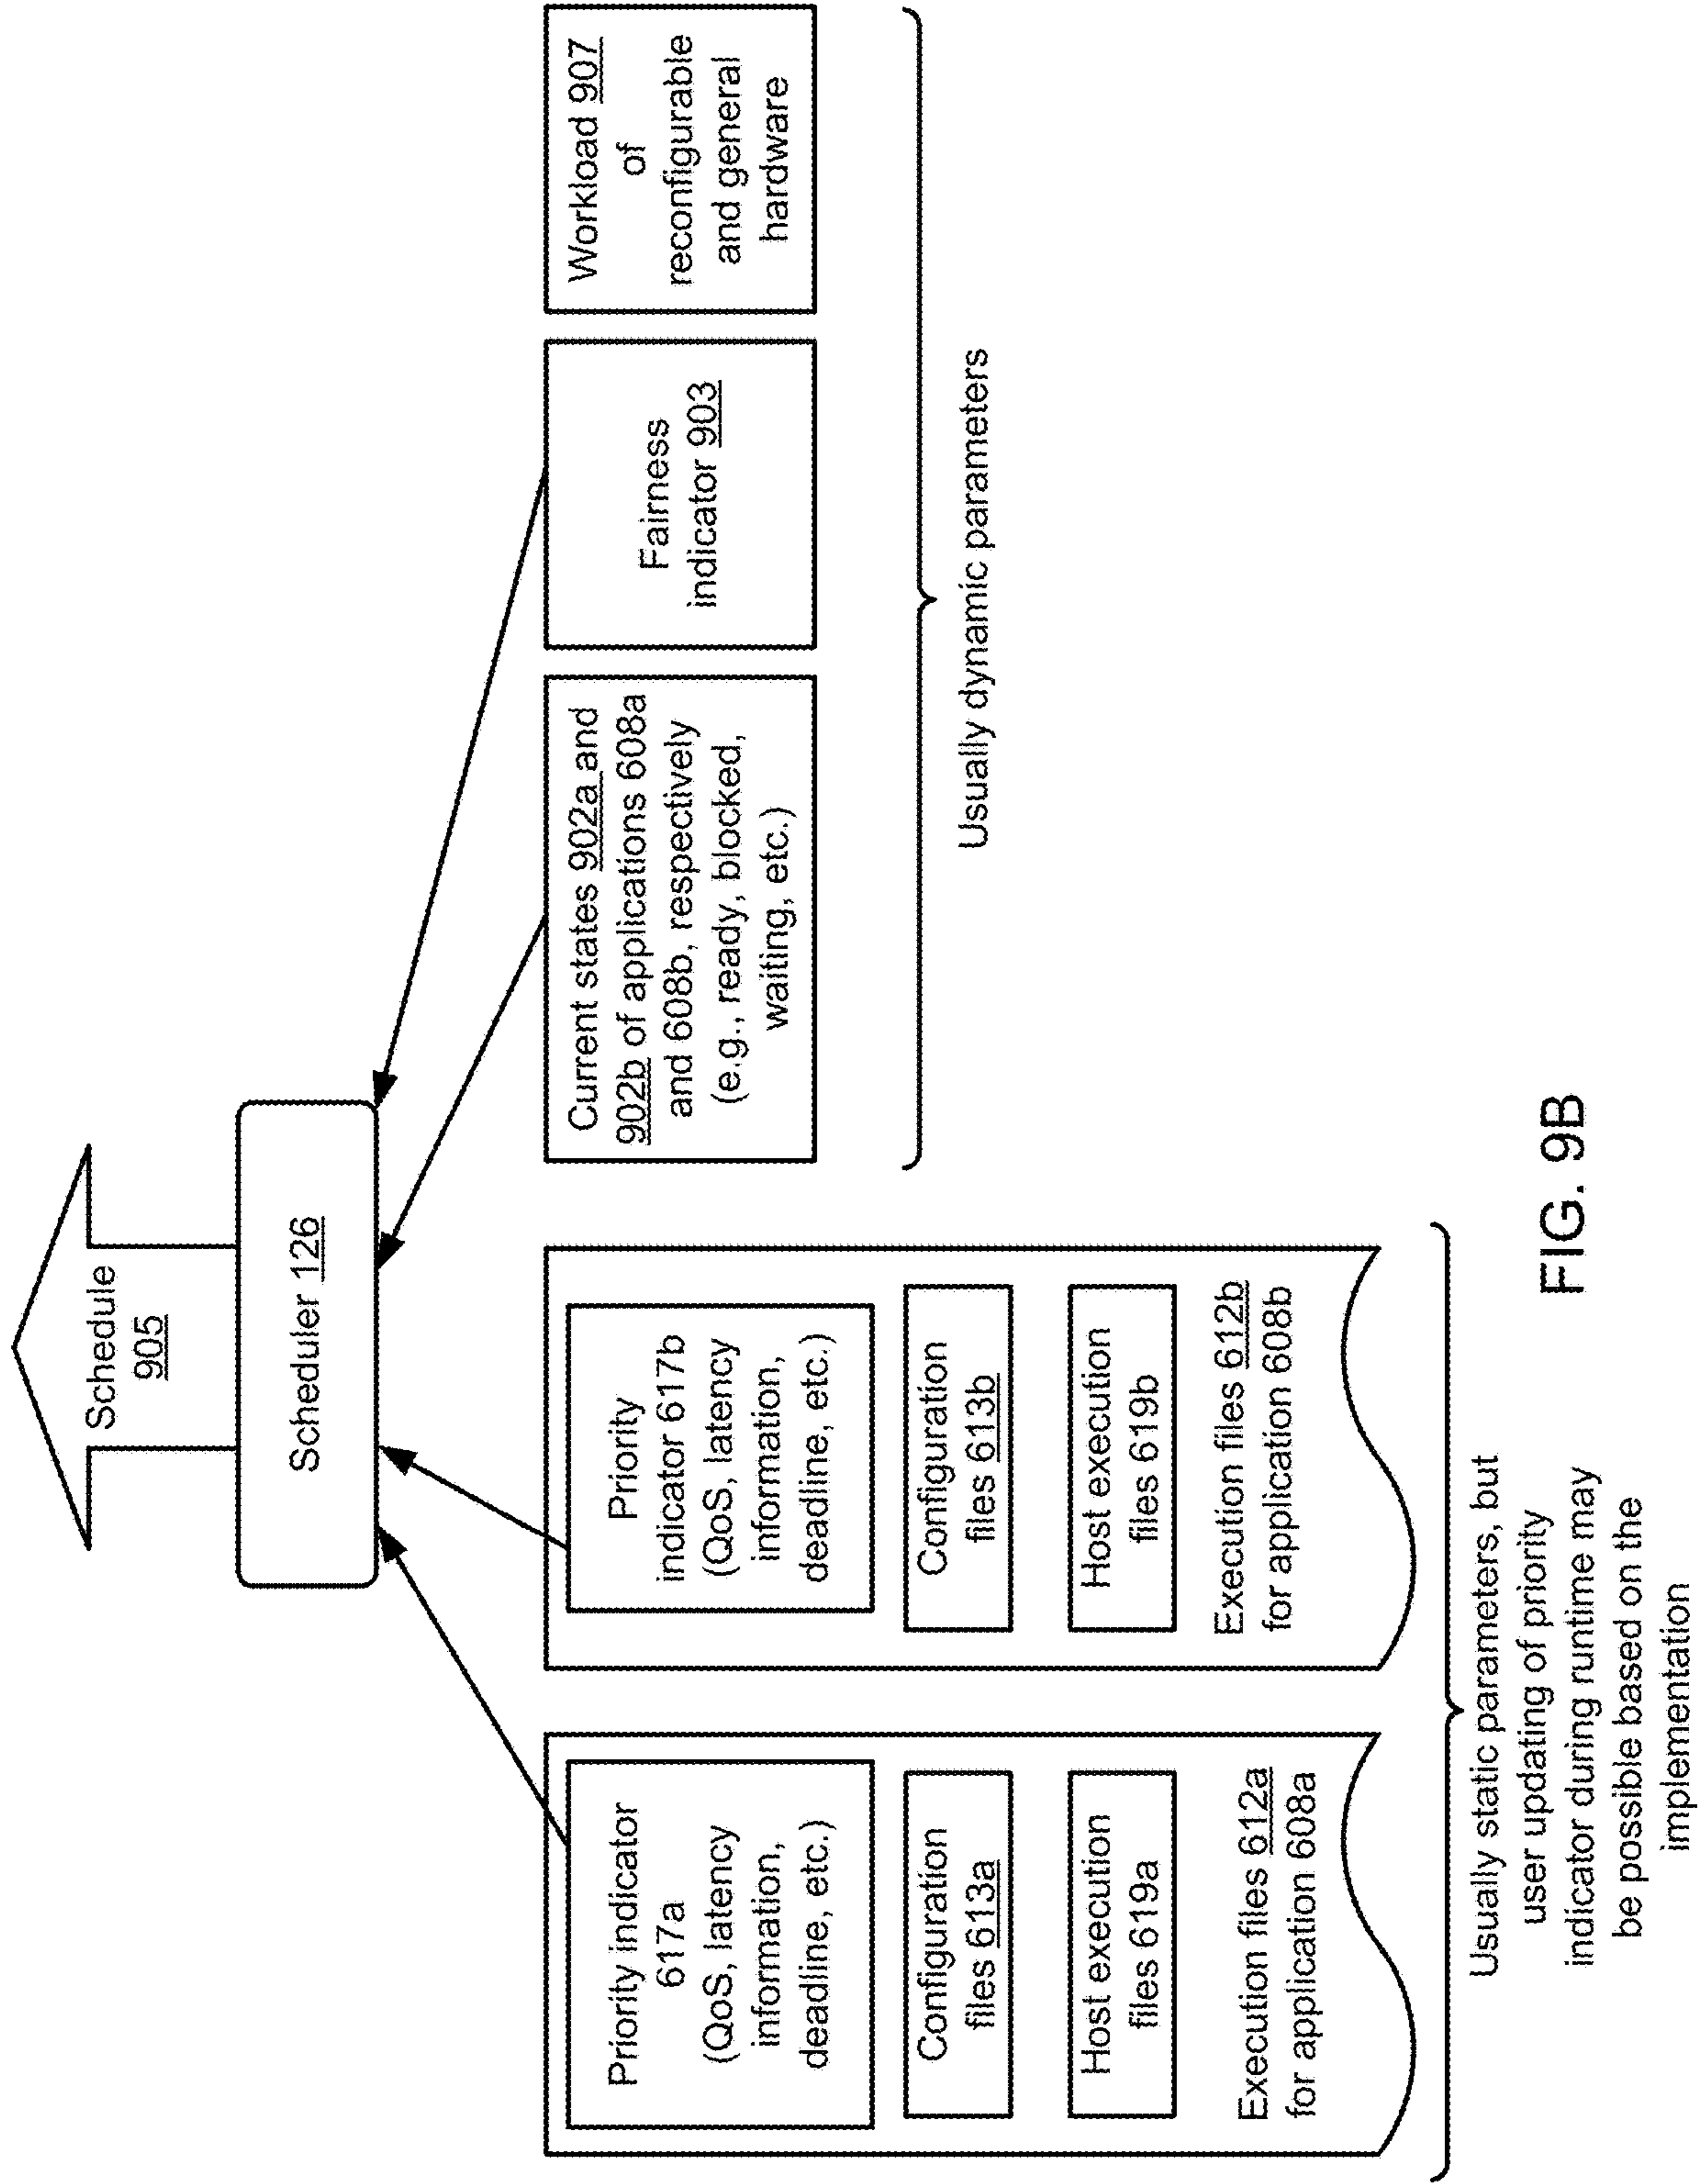 Schedule
905
Scheduler 126
Priority indicator
617a
(QoS, latency
information,
deadline, etc.)
Configuration
files 613a
Host execution
files 619a
Execution files 612a
for application 608a
Priority
indicator 617b
(QoS, latency
information,
deadline, etc.)
Configuration
files 613b
Host execution
files 619b
Execution files 612b
for application 608b
Usually static parameters, but
user updating of priority
indicator during runtime may
be possible based on the
implementation
Current states 902a and
902b of applications 608a
and 608b, respectively
(e.g., ready, blocked,
waiting, etc.)
Fairness
indicator 903
Workload 907
of
reconfigurable
and general
hardware
Usually dynamic parameters
FIG. 9B